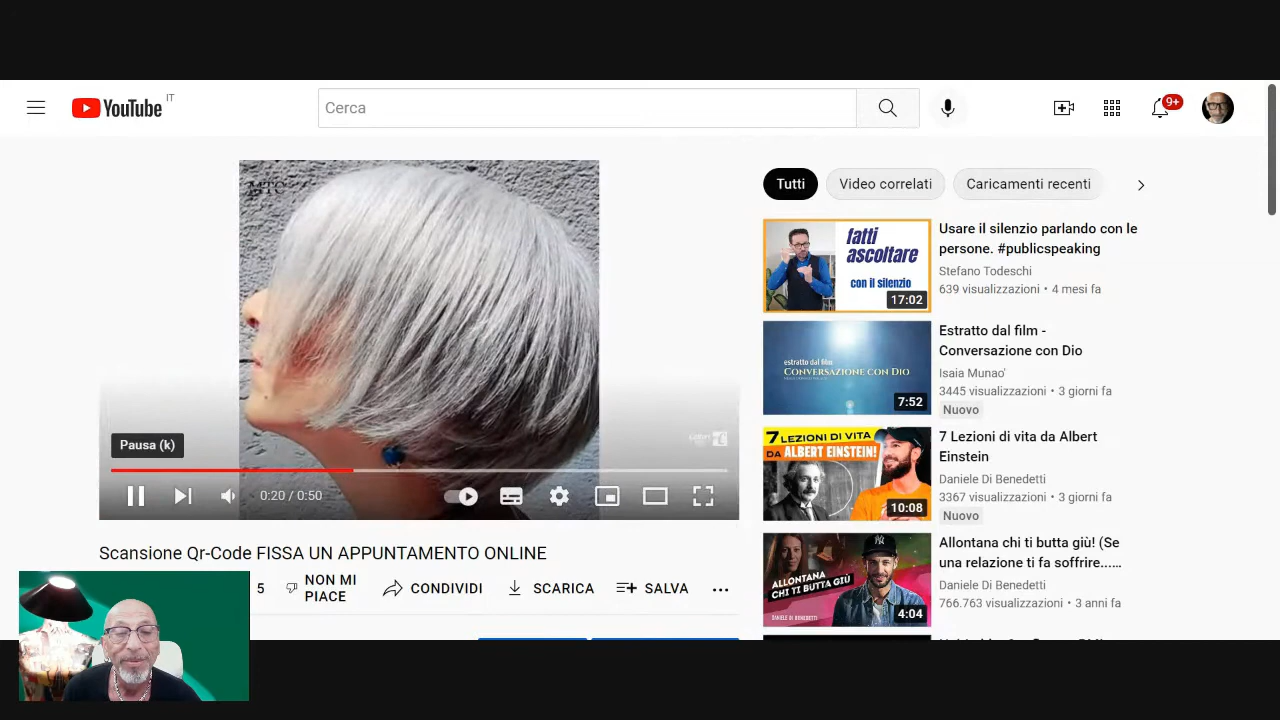 YouTube
IT
Cerca
9+
MTC
Pausa (k)
0:20 / 0:50
Scansione Qr-Code FISSA UN APPUNTAMENTO ONLINE
5
NON MI
PIACE
CONDIVIDI
SCARICA
SALVA
Tutti
Video correlati
Caricamenti recenti
fatti
ascoltare
con il silenzio
17:02
Usare il silenzio parlando con le
persone. #publicspeaking
Stefano Todeschi
639 visualizzazioni • 4 mesi fa
estratto dal film
CONVERSAZIONE CON DIO
7:52
Estratto dal film -
Conversazione con Dio
Isaia Munao'
3445 visualizzazioni • 3 giorni fa
Nuovo
7 LEZIONI DI VITA
DA ALBERT EINSTEIN!
10:08
7 Lezioni di vita da Albert
Einstein
Daniele Di Benedetti
3367 visualizzazioni • 3 giorni fa
Nuovo
ALLONTANA
CHI TI BUTTA GIÙ
DANIELE DI BENEDETTI
4:04
Allontana chi ti butta giù! (Se
una relazione ti fa soffrire......
Daniele Di Benedetti
766.763 visualizzazioni • 3 anni fa